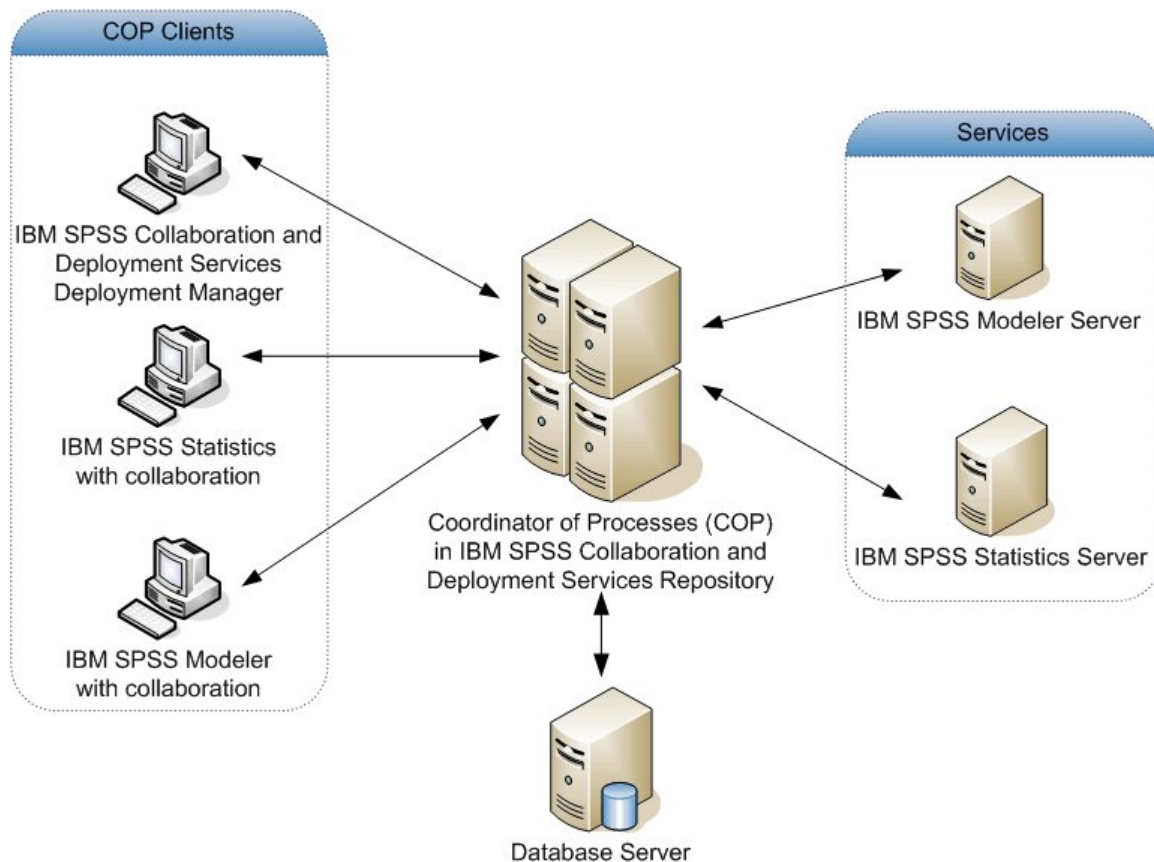 COP Clients
IBM SPSS Collaboration and
Deployment Services
Deployment Manager
IBM SPSS Statistics
with collaboration
IBM SPSS Modeler
with collaboration
Coordinator of Processes (COP)
in IBM SPSS Collaboration and
Deployment Services Repository
Database Server
Services
IBM SPSS Modeler Server
IBM SPSS Statistics Server